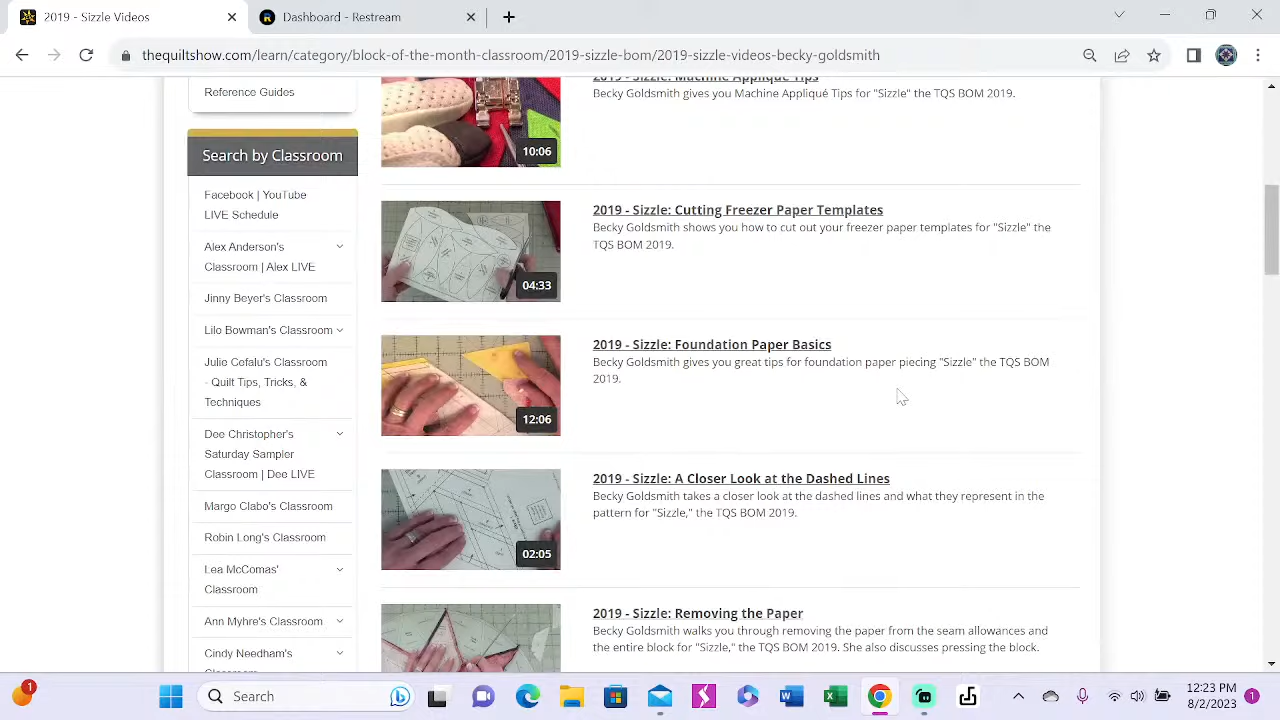 2019 - Sizzle Videos
Dashboard - Restream
thequiltshow.com/learn/category/block-of-the-month-classroom/2019-sizzle-bom/2019-sizzle-videos-becky-goldsmith
Reference Guides
Search by Classroom
Facebook | YouTube
LIVE Schedule
Alex Anderson's
Classroom | Alex LIVE
Jinny Beyer's Classroom
Lilo Bowman's Classroom
Julie Cefalu's Classroom
- Quilt Tips, Tricks, &
Techniques
Dee Christopher's
Saturday Sampler
Classroom | Dee LIVE
Margo Clabo's Classroom
Robin Long's Classroom
Lea McComas'
Classroom
Ann Myhre's Classroom
Cindy Needham's
Classroom
2019 - Sizzle: Machine Appliqué Tips
Becky Goldsmith gives you Machine Appliqué Tips for "Sizzle" the TQS BOM 2019.
10:06
2019 - Sizzle: Cutting Freezer Paper Templates
Becky Goldsmith shows you how to cut out your freezer paper templates for "Sizzle" the
TQS BOM 2019.
04:33
2019 - Sizzle: Foundation Paper Basics
Becky Goldsmith gives you great tips for foundation paper piecing "Sizzle" the TQS BOM
2019.
12:06
2019 - Sizzle: A Closer Look at the Dashed Lines
Becky Goldsmith takes a closer look at the dashed lines and what they represent in the
pattern for "Sizzle," the TQS BOM 2019.
02:05
2019 - Sizzle: Removing the Paper
Becky Goldsmith walks you through removing the paper from the seam allowances and
the entire block for "Sizzle," the TQS BOM 2019. She also discusses pressing the block.
1
Search
12:23 PM
8/2/2023
1